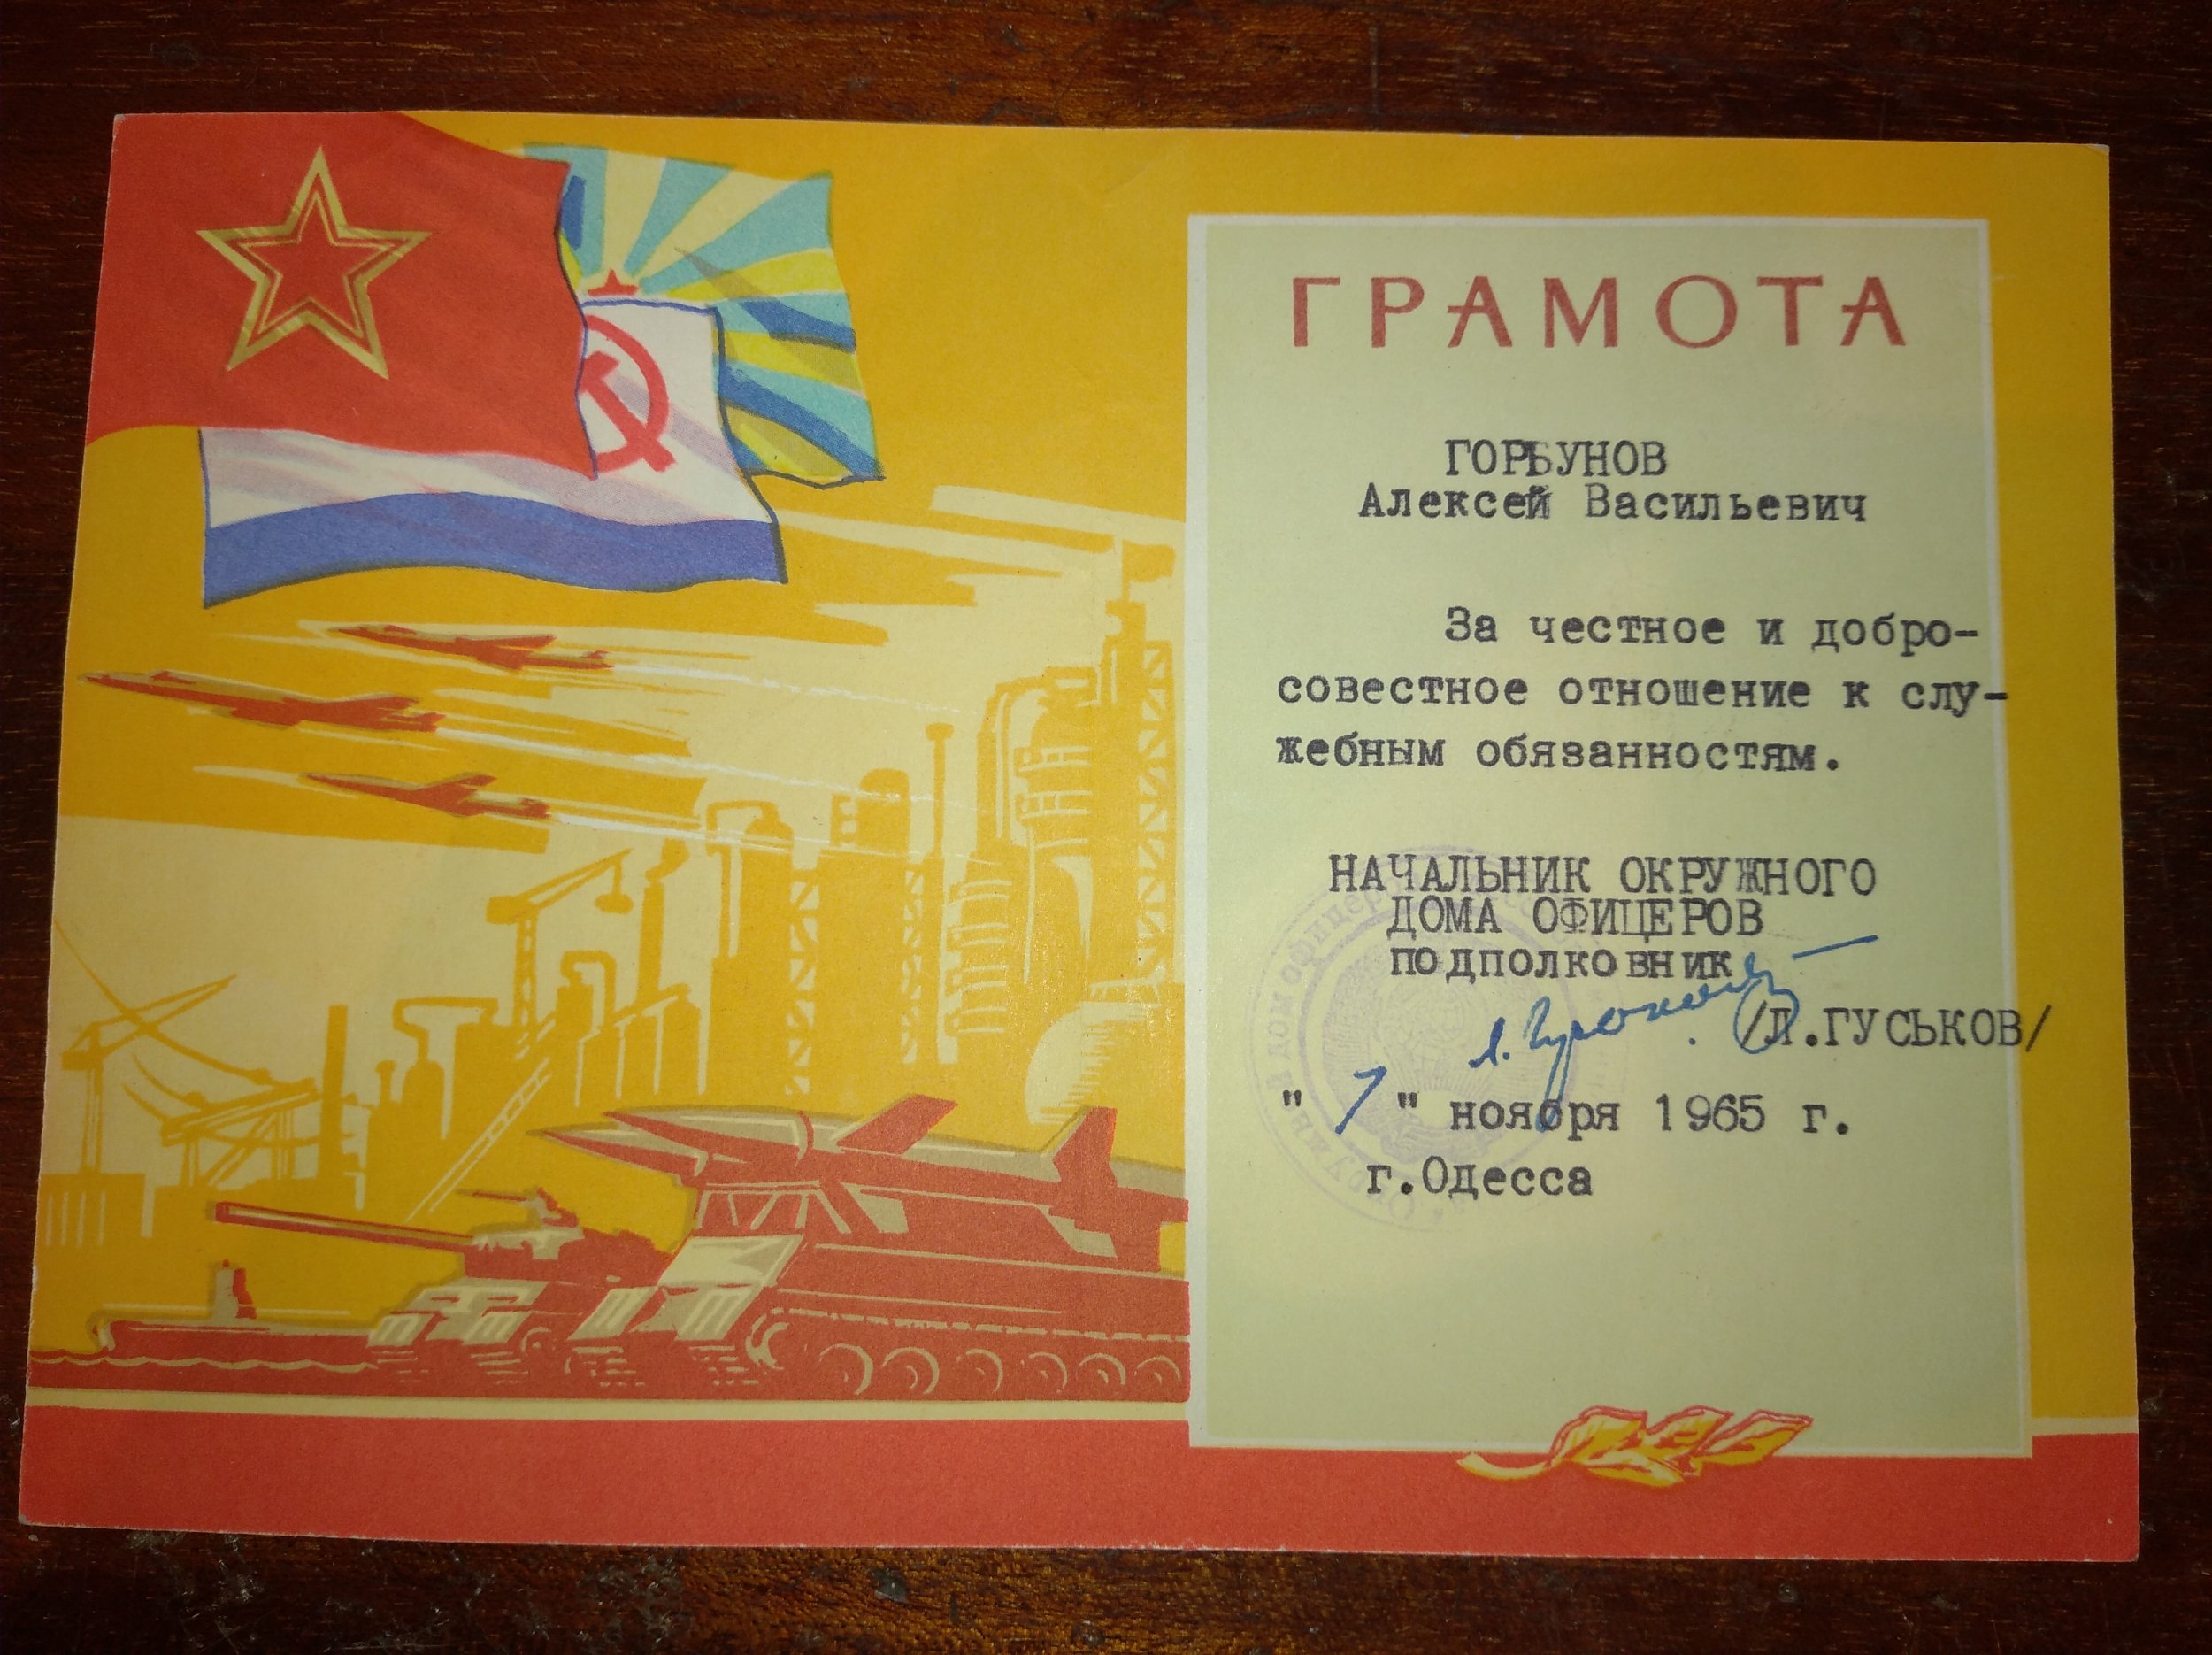 ГРАМОТА
ГОРБУНОВ
Алексей Васильевич
За честное и добро-
совестное отношение к слу-
жебным обязанностям.
НАЧАЛЬНИК ОКРУЖНОГО
ДОМА ОФИЦЕРОВ
ПОДПОЛКОВНИК
/Л.ГУСЬКОВ/
" 7 " ноября 1965 г.
г.Одесса